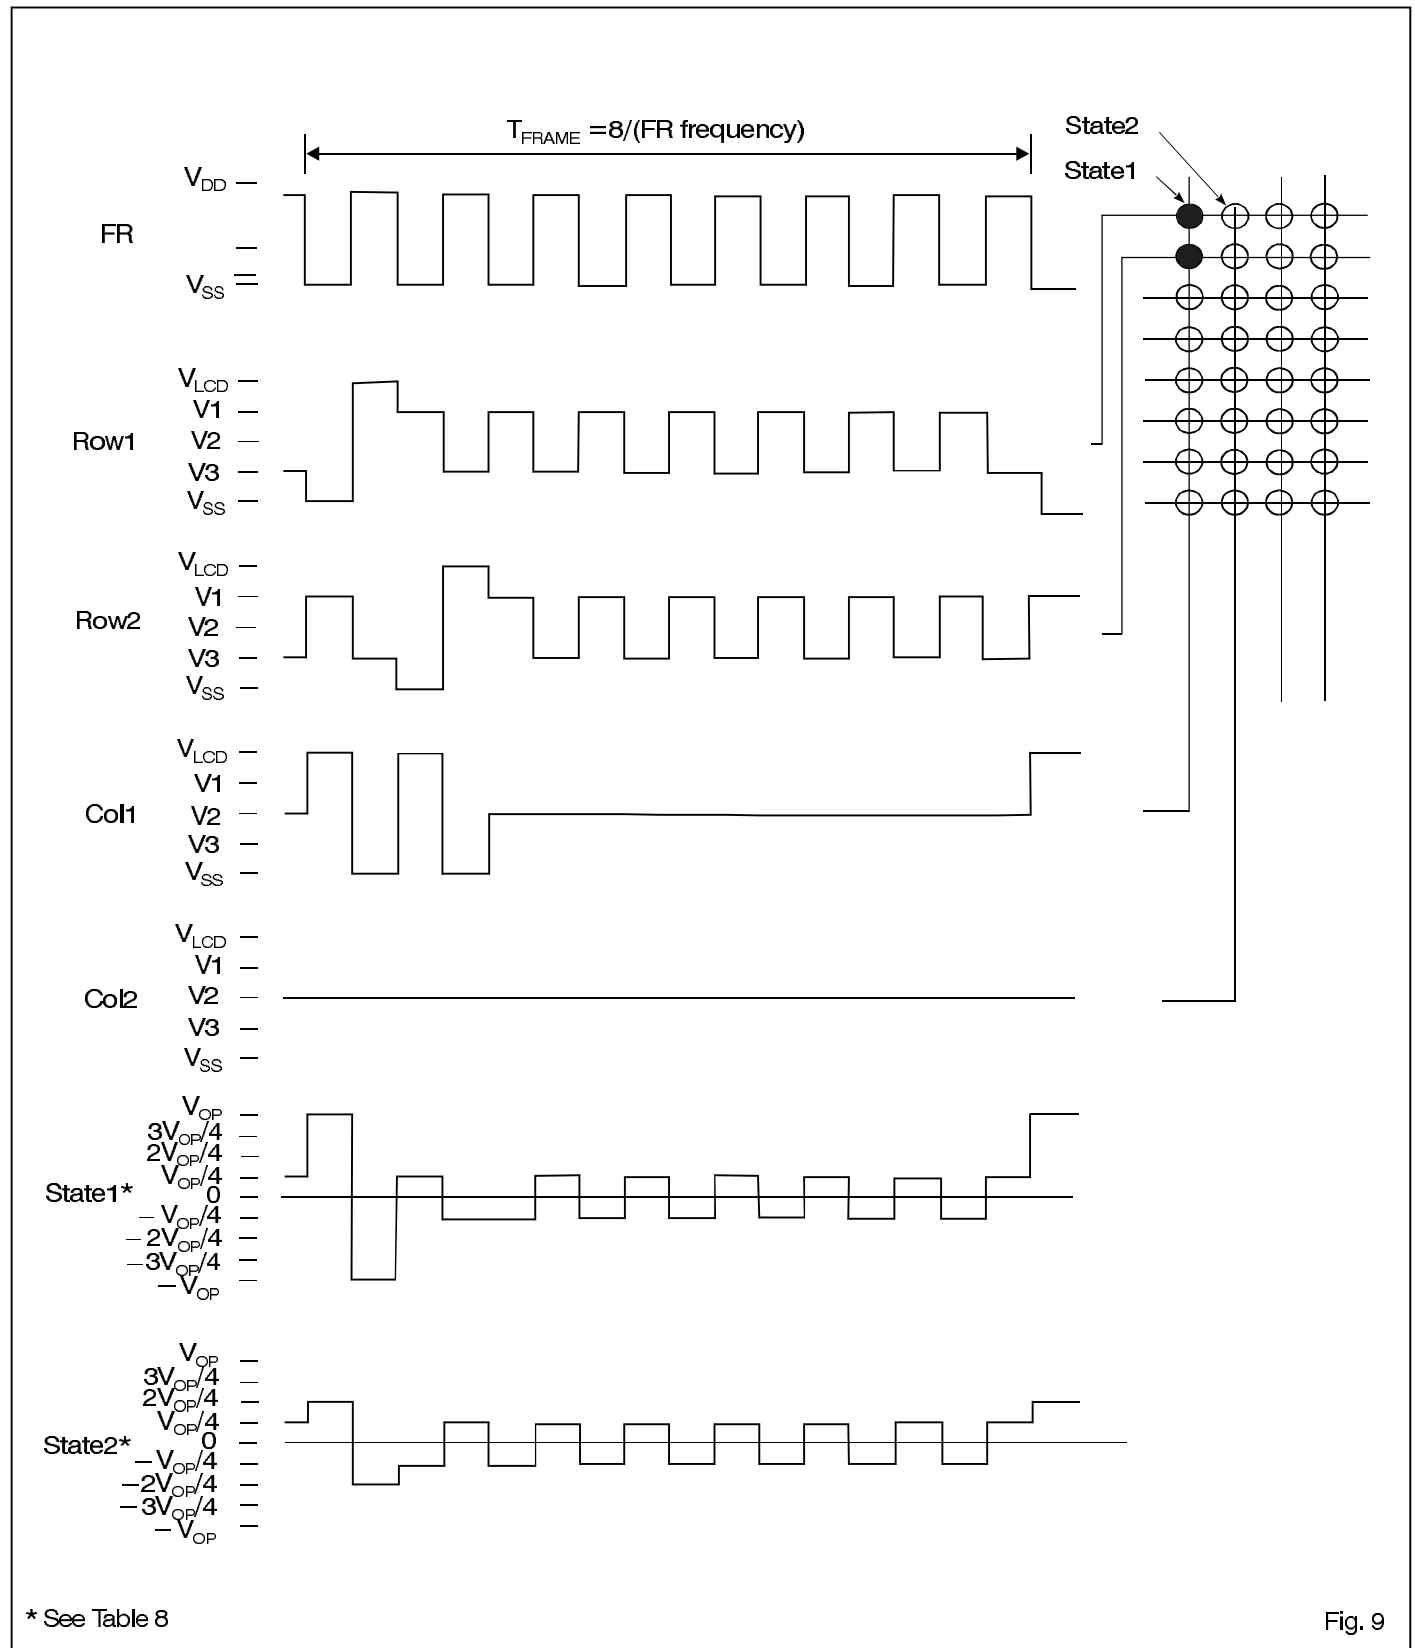 T_FRAME =8/(FR frequency)
State2
State1
V_DD
FR
V_SS
V_LCD
V1
Row1
V2
V3
V_SS
V_LCD
V1
Row2
V2
V3
V_SS
V_LCD
V1
Col1
V2
V3
V_SS
V_LCD
V1
Col2
V2
V3
V_SS
V_OP
3V_OP/4
2V_OP/4
V_OP/4
State1*
0
– V_OP/4
– 2V_OP/4
– 3V_OP/4
– V_OP
V_OP
3V_OP/4
2V_OP/4
V_OP/4
State2*
0
– V_OP/4
– 2V_OP/4
– 3V_OP/4
– V_OP
* See Table 8
Fig. 9